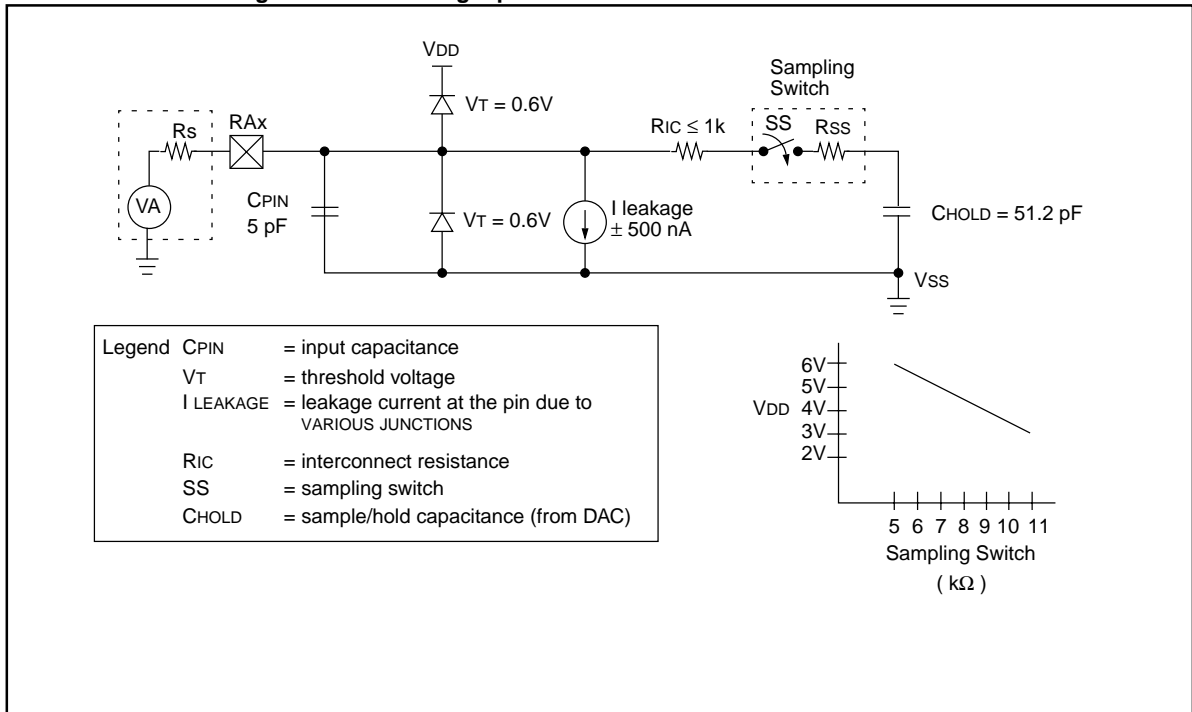 VDD
Sampling
Switch
VT = 0.6V
RIC ≤ 1k
SS
RSS
Rs
RAx
VA
CPIN
5 pF
VT = 0.6V
I leakage
± 500 nA
CHOLD = 51.2 pF
VSS
Legend CPIN = input capacitance
VT = threshold voltage
I LEAKAGE = leakage current at the pin due to
VARIOUS JUNCTIONS
RIC = interconnect resistance
SS = sampling switch
CHOLD = sample/hold capacitance (from DAC)
6V
5V
VDD 4V
3V
2V
5 6 7 8 9 10 11
Sampling Switch
( kΩ )